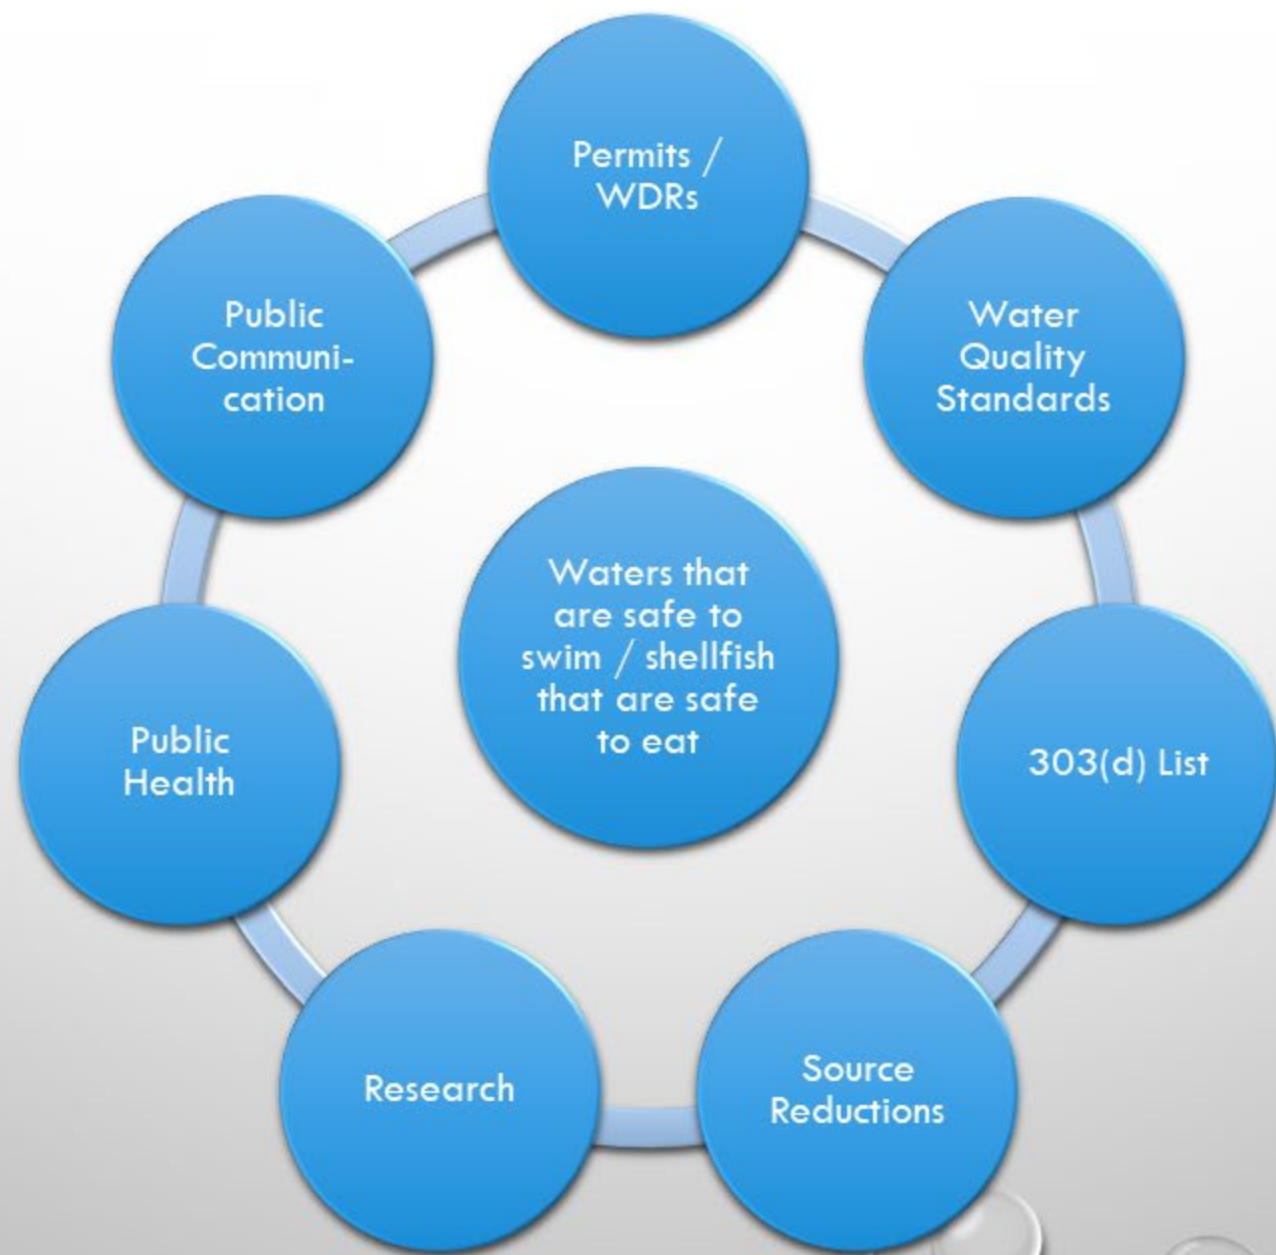 Permits /
WDRs
Water
Quality
Standards
303(d) List
Source
Reductions
Research
Public
Health
Public
Communi-
cation
Waters that
are safe to
swim / shellfish
that are safe
to eat